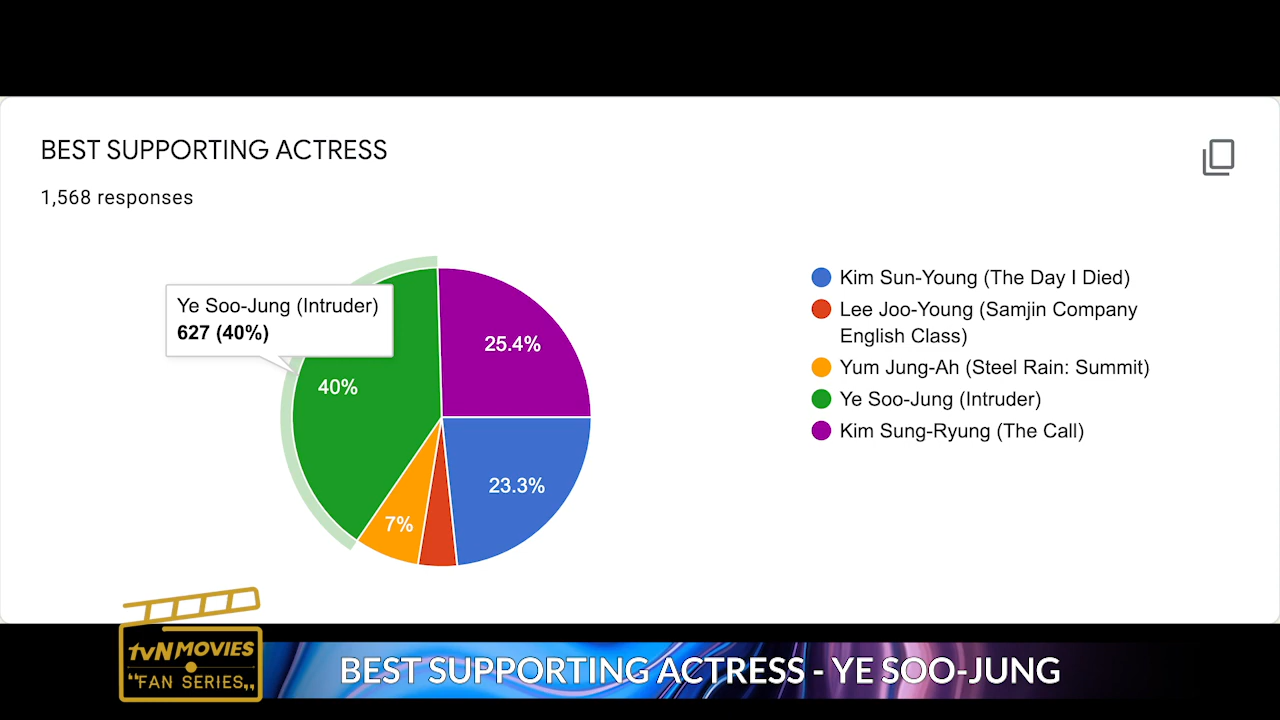 BEST SUPPORTING ACTRESS
1,568 responses
Ye Soo-Jung (Intruder)
627 (40%)
25.4%
40%
23.3%
7%
Kim Sun-Young (The Day I Died)
Lee Joo-Young (Samjin Company
English Class)
Yum Jung-Ah (Steel Rain: Summit)
Ye Soo-Jung (Intruder)
Kim Sung-Ryung (The Call)
tvN MOVIES
“FAN SERIES„
BEST SUPPORTING ACTRESS - YE SOO-JUNG